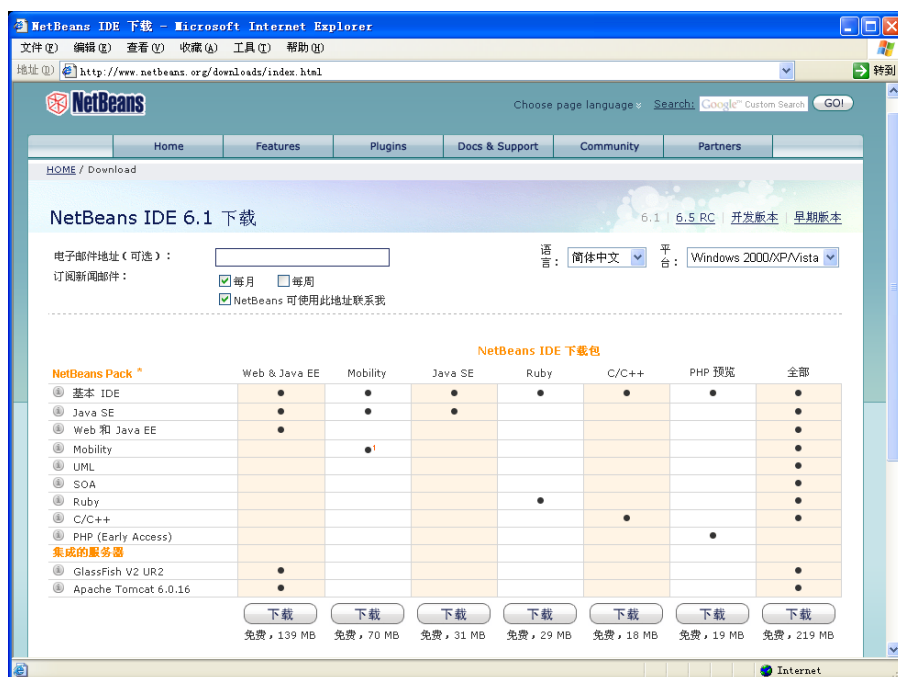 NetBeans IDE 下载 - Microsoft Internet Explorer
文件(F) 编辑(E) 查看(V) 收藏(A) 工具(T) 帮助(H)
地址(D) http://www.netbeans.org/downloads/index.html 转到
NetBeans Choose page language Search: Google™ Custom Search GO!
Home Features Plugins Docs & Support Community Partners
HOME / Download
NetBeans IDE 6.1 下载 6.1 | 6.5 RC | 开发版本 | 早期版本
电子邮件地址(可选): 语言: 简体中文 平台: Windows 2000/XP/Vista
订阅新闻邮件: 每月 每周
NetBeans 可使用此地址联系我
NetBeans IDE 下载包
NetBeans Pack * Web & Java EE Mobility Java SE Ruby C/C++ PHP 预览 全部
基本 IDE ● ● ● ● ● ● ●
Java SE ● ● ● ●
Web 和 Java EE ● ●
Mobility ●¹ ●
UML ●
SOA ●
Ruby ● ●
C/C++ ● ●
PHP (Early Access) ●
集成的服务器
GlassFish V2 UR2 ● ●
Apache Tomcat 6.0.16 ● ●
下载 下载 下载 下载 下载 下载 下载
免费，139 MB 免费，70 MB 免费，31 MB 免费，29 MB 免费，18 MB 免费，19 MB 免费，219 MB
Internet